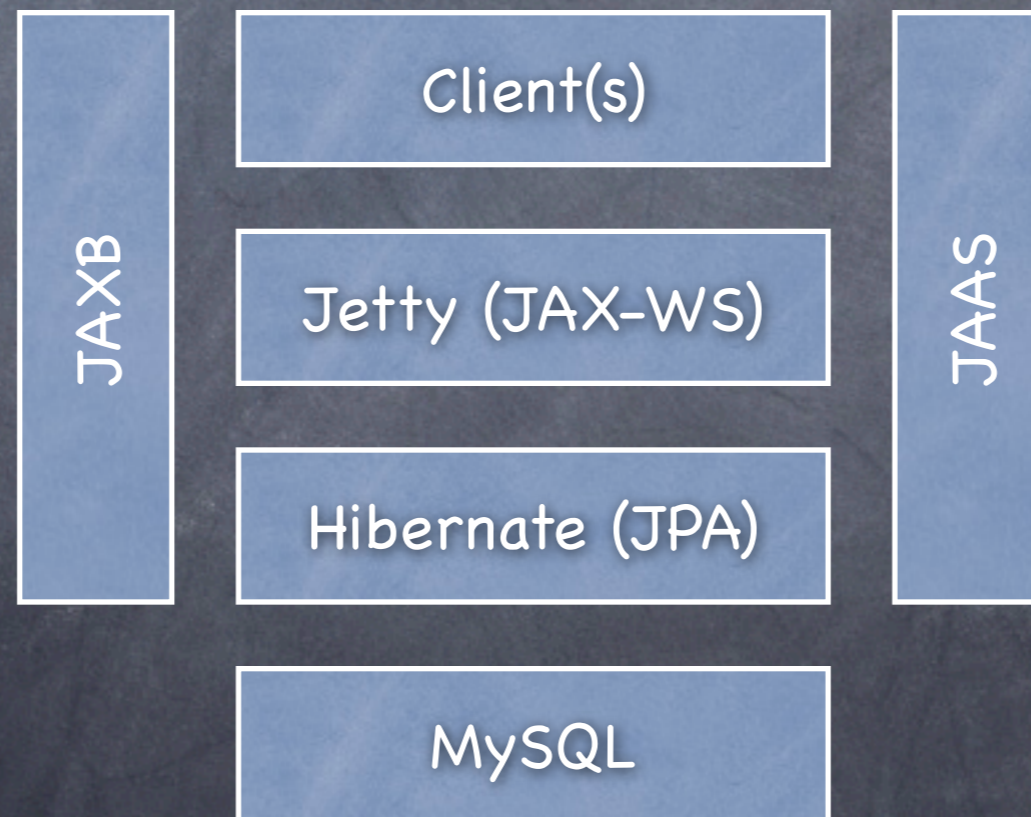 Client(s)
JAXB
Jetty (JAX-WS)
JAAS
Hibernate (JPA)
MySQL